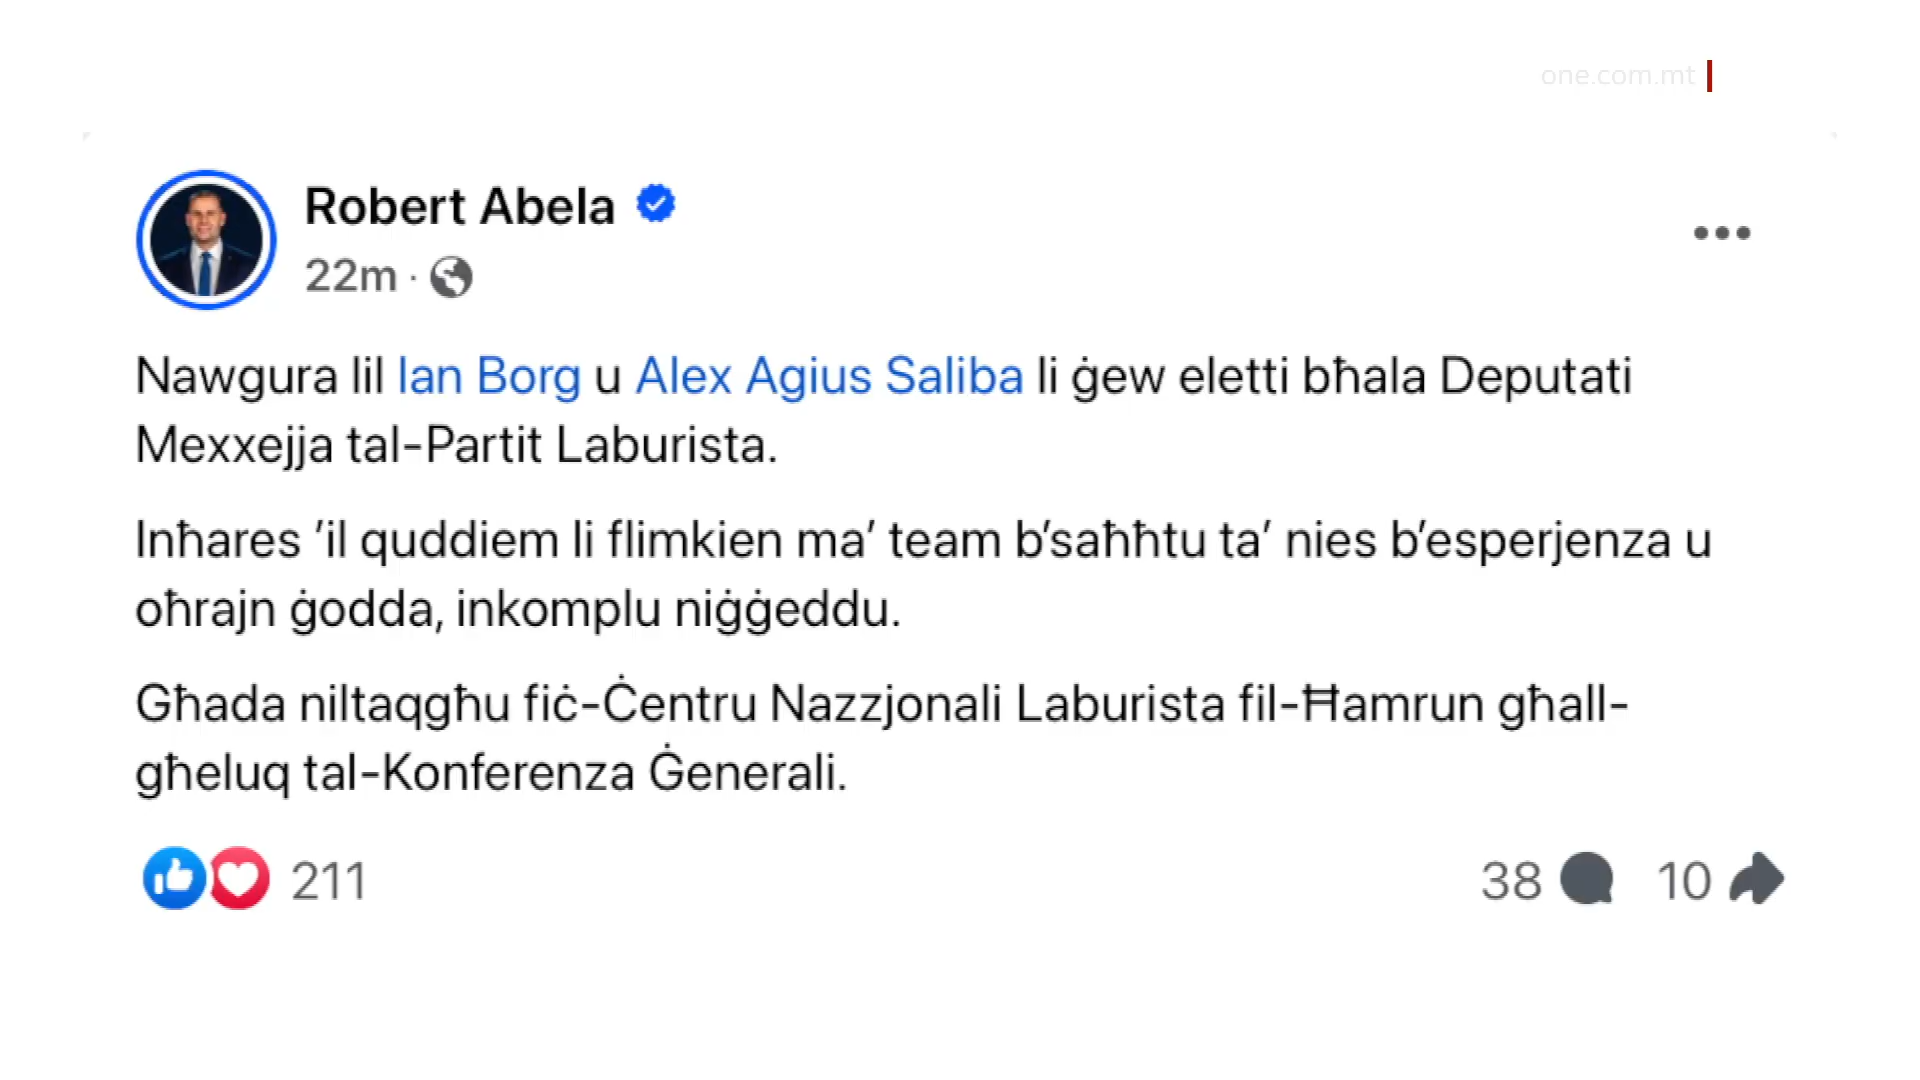 one.com.mt
Robert Abela
22m ·
Nawgura lil Ian Borg u Alex Agius Saliba li ġew eletti bħala Deputati
Mexxejja tal-Partit Laburista.
Inħares ’il quddiem li flimkien ma’ team b’saħħtu ta’ nies b’esperjenza u
oħrajn ġodda, inkomplu niġġeddu.
Għada niltaqgħu fiċ-Ċentru Nazzjonali Laburista fil-Ħamrun għall-
għeluq tal-Konferenza Ġenerali.
211 38 10